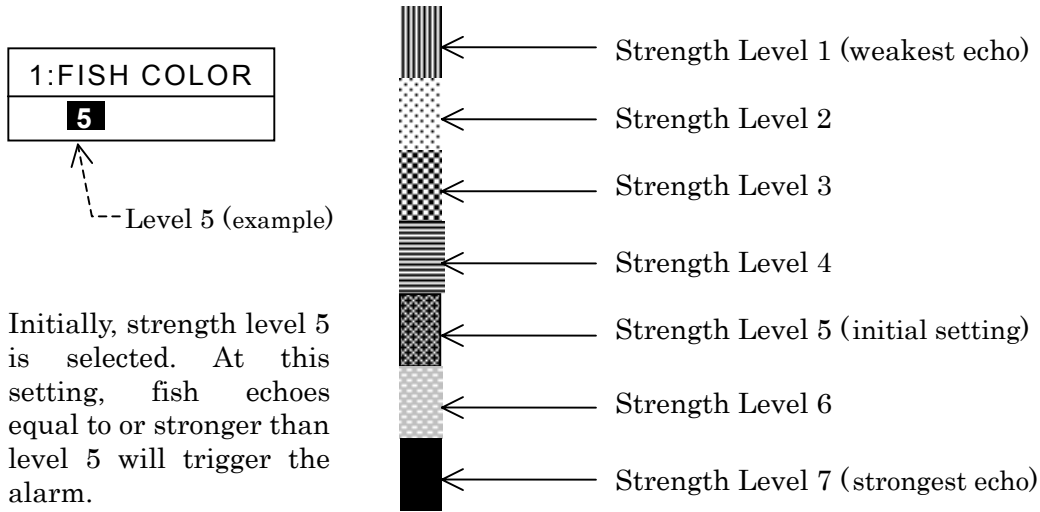 1:FISH COLOR
5
Level 5 (example)
Initially, strength level 5
is selected. At this
setting, fish echoes
equal to or stronger than
level 5 will trigger the
alarm.
Strength Level 1 (weakest echo)
Strength Level 2
Strength Level 3
Strength Level 4
Strength Level 5 (initial setting)
Strength Level 6
Strength Level 7 (strongest echo)